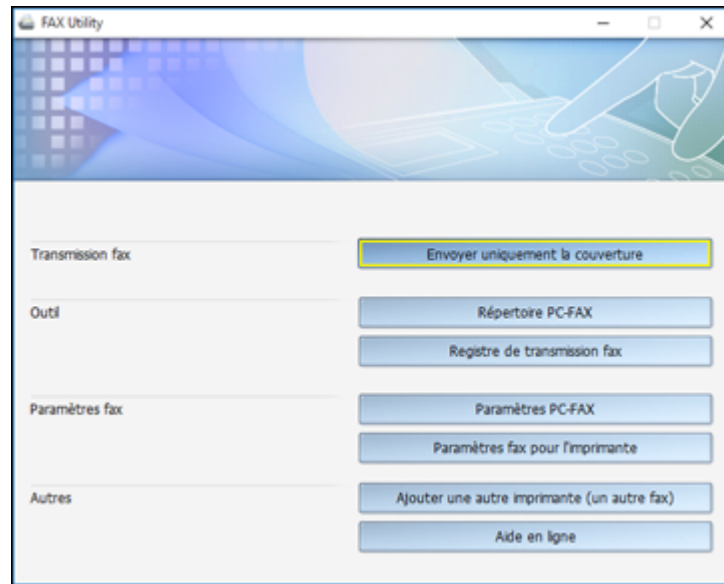 FAX Utility
Transmission fax
Envoyer uniquement la couverture
Outil
Répertoire PC-FAX
Registre de transmission fax
Paramètres fax
Paramètres PC-FAX
Paramètres fax pour l'imprimante
Autres
Ajouter une autre imprimante (un autre fax)
Aide en ligne